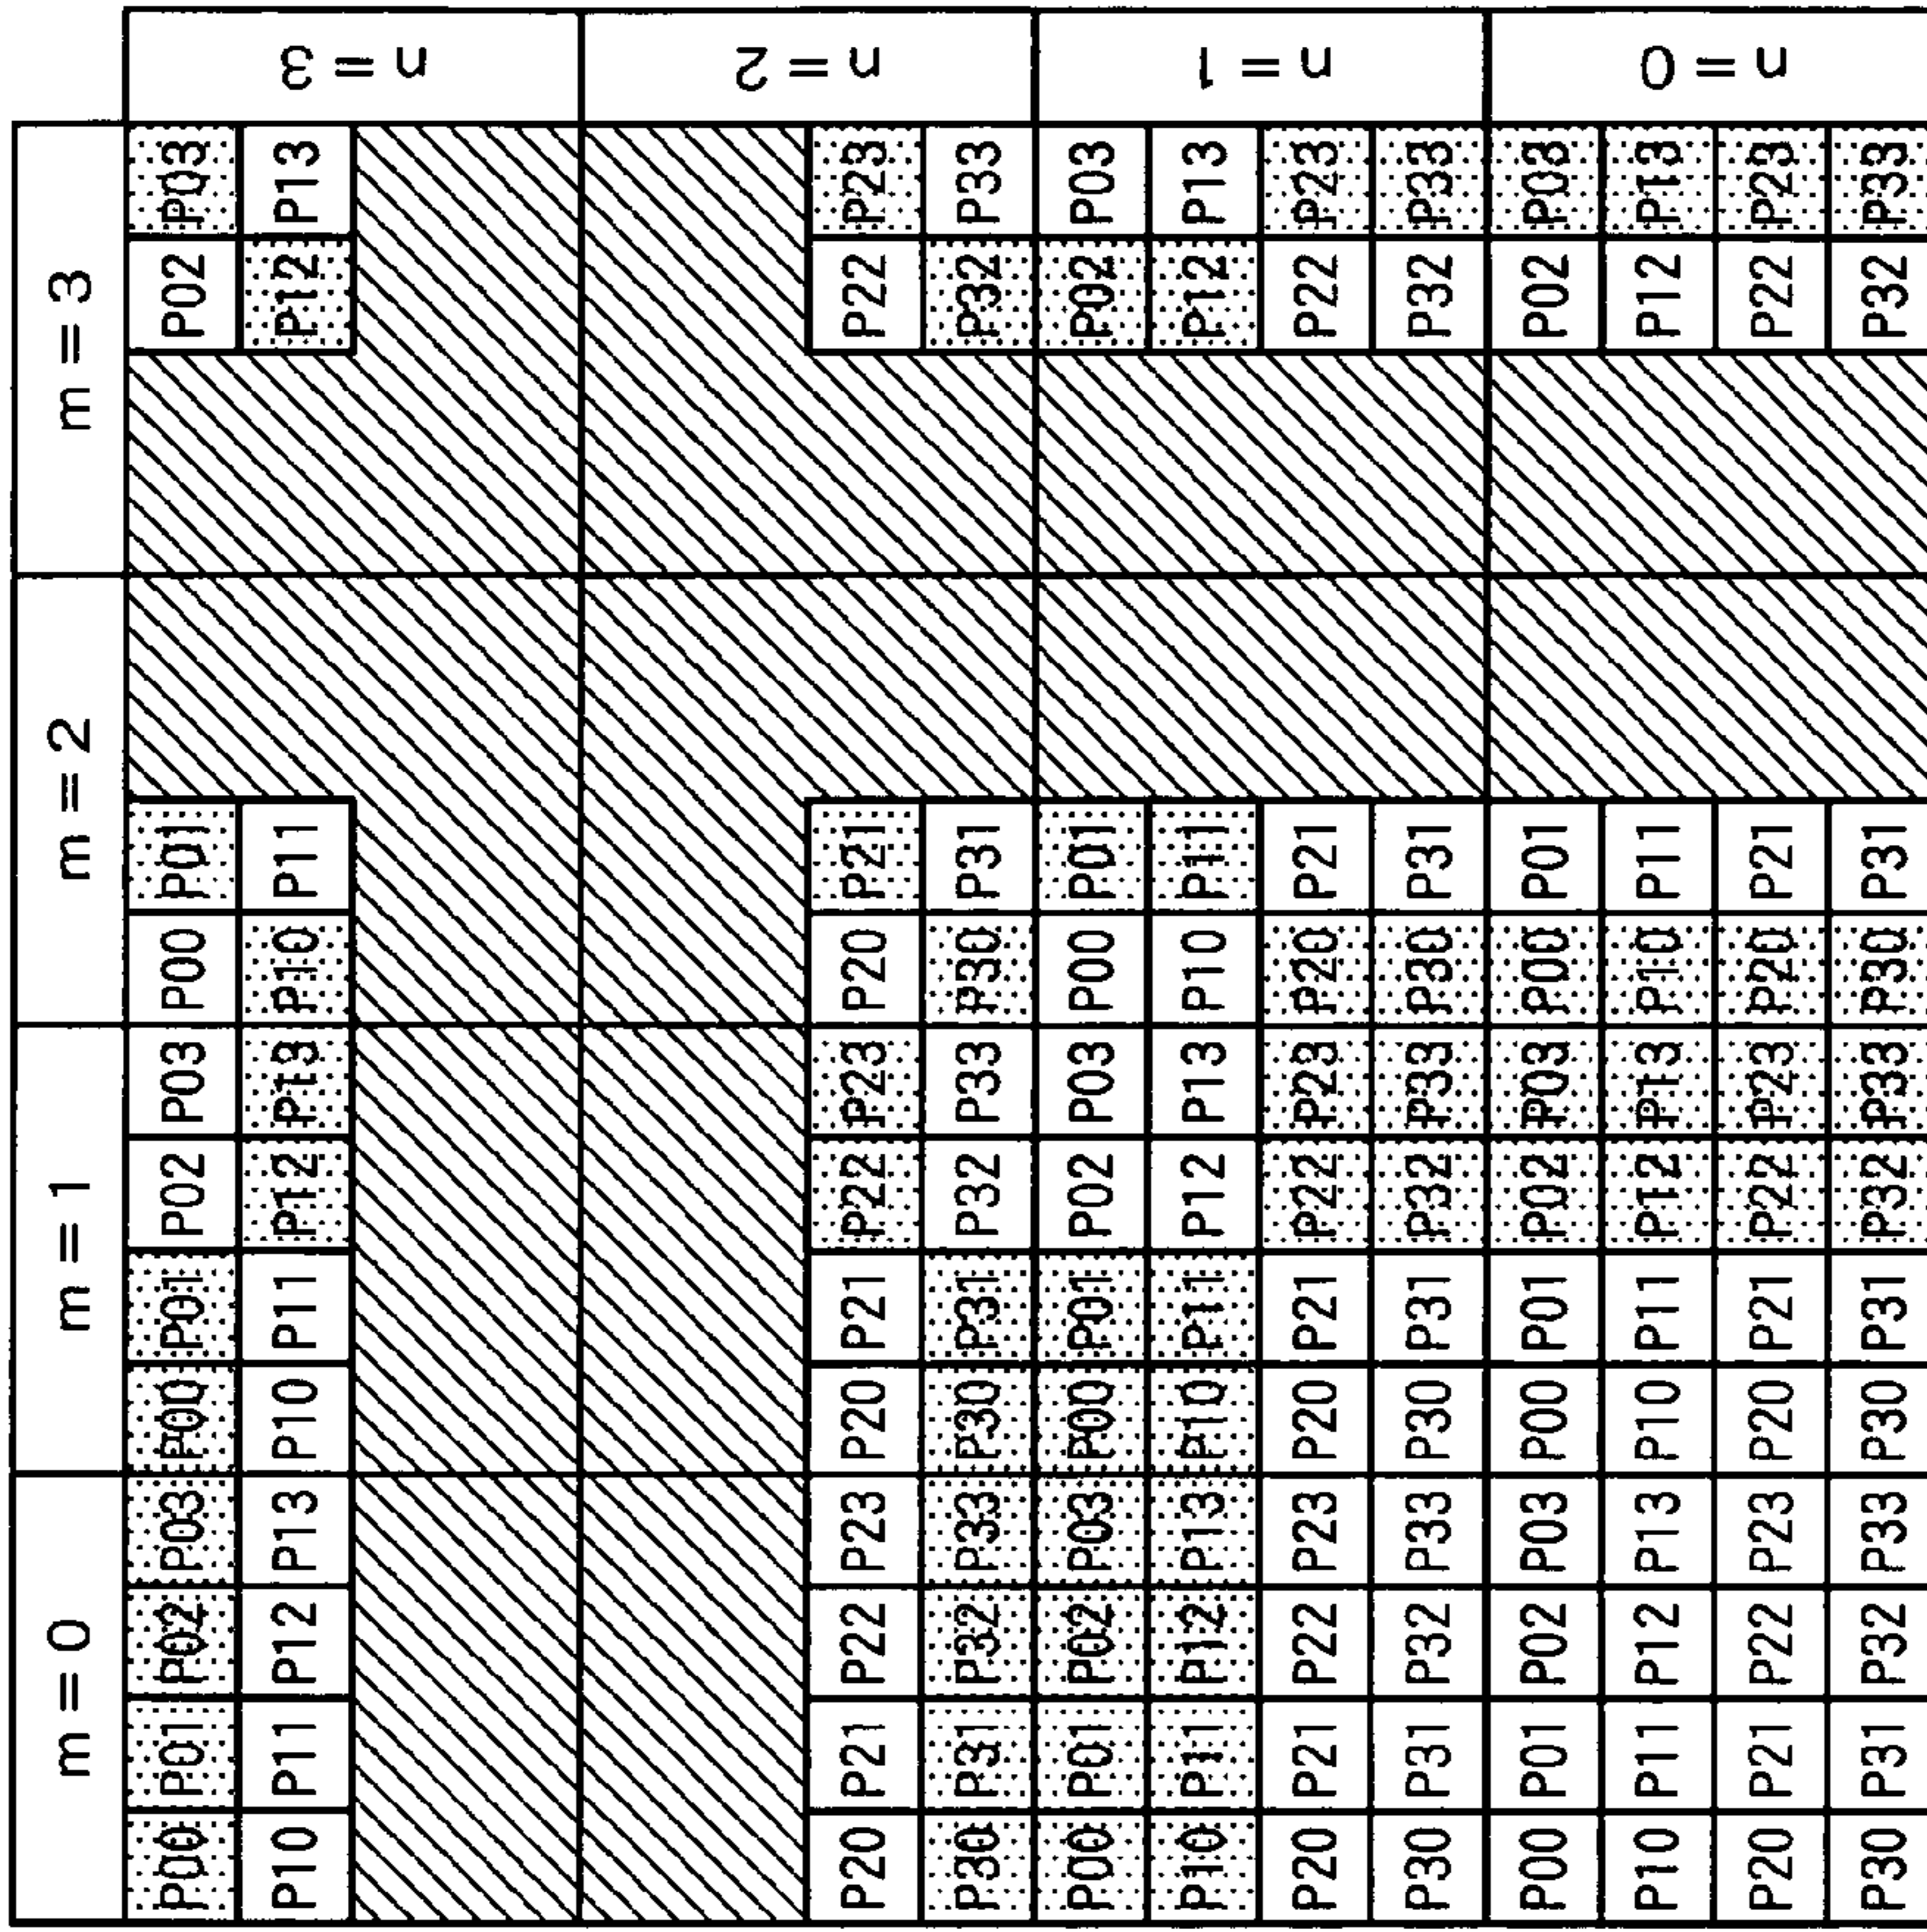 m = 0 m = 1 m = 2 m = 3
P00 P01 P02 P03 P00 P01 P02 P03 P00 P01 P02 P03
P10 P11 P12 P13 P10 P11 P12 P13 P10 P11 P12 P13
n = 3
n = 2
P20 P21 P22 P23 P20 P21 P22 P23 P20 P21 P22 P23
P30 P31 P32 P33 P30 P31 P32 P33 P30 P31 P32 P33
P00 P01 P02 P03 P00 P01 P02 P03 P00 P01 P02 P03
P10 P11 P12 P13 P10 P11 P12 P13 P10 P11 P12 P13
n = 1
P20 P21 P22 P23 P20 P21 P22 P23 P20 P21 P22 P23
P30 P31 P32 P33 P30 P31 P32 P33 P30 P31 P32 P33
P00 P01 P02 P03 P00 P01 P02 P03 P00 P01 P02 P03
P10 P11 P12 P13 P10 P11 P12 P13 P10 P11 P12 P13
n = 0
P20 P21 P22 P23 P20 P21 P22 P23 P20 P21 P22 P23
P30 P31 P32 P33 P30 P31 P32 P33 P30 P31 P32 P33